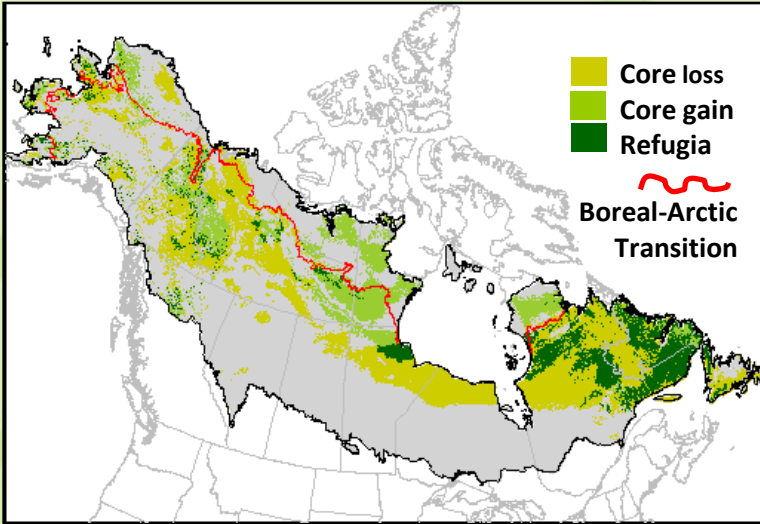 Core loss
Core gain
Refugia
Boreal-Arctic
Transition